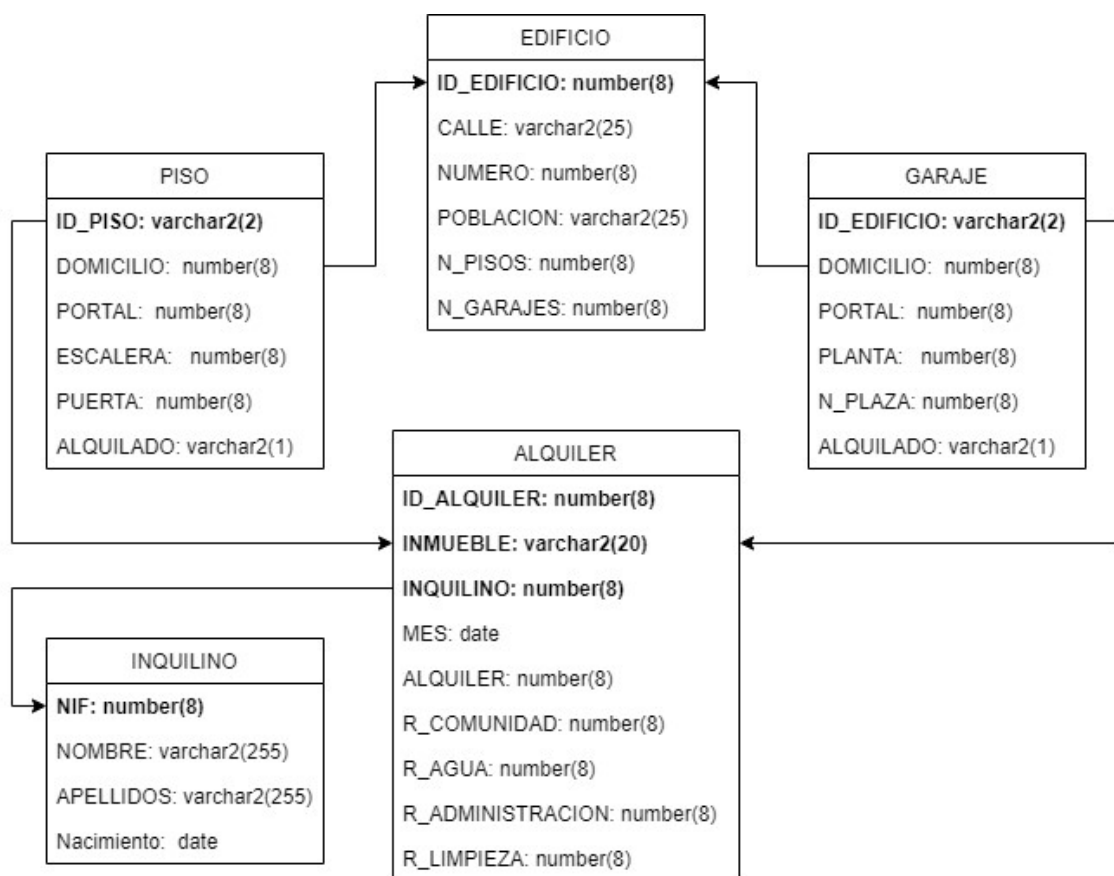 EDIFICIO
ID_EDIFICIO: number(8)
CALLE: varchar2(25)
NUMERO: number(8)
POBLACION: varchar2(25)
N_PISOS: number(8)
N_GARAJES: number(8)
PISO
ID_PISO: varchar2(2)
DOMICILIO: number(8)
PORTAL: number(8)
ESCALERA: number(8)
PUERTA: number(8)
ALQUILADO: varchar2(1)
GARAJE
ID_EDIFICIO: varchar2(2)
DOMICILIO: number(8)
PORTAL: number(8)
PLANTA: number(8)
N_PLAZA: number(8)
ALQUILADO: varchar2(1)
ALQUILER
ID_ALQUILER: number(8)
INMUEBLE: varchar2(20)
INQUILINO: number(8)
MES: date
ALQUILER: number(8)
R_COMUNIDAD: number(8)
R_AGUA: number(8)
R_ADMINISTRACION: number(8)
R_LIMPIEZA: number(8)
INQUILINO
NIF: number(8)
NOMBRE: varchar2(255)
APELLIDOS: varchar2(255)
Nacimiento: date